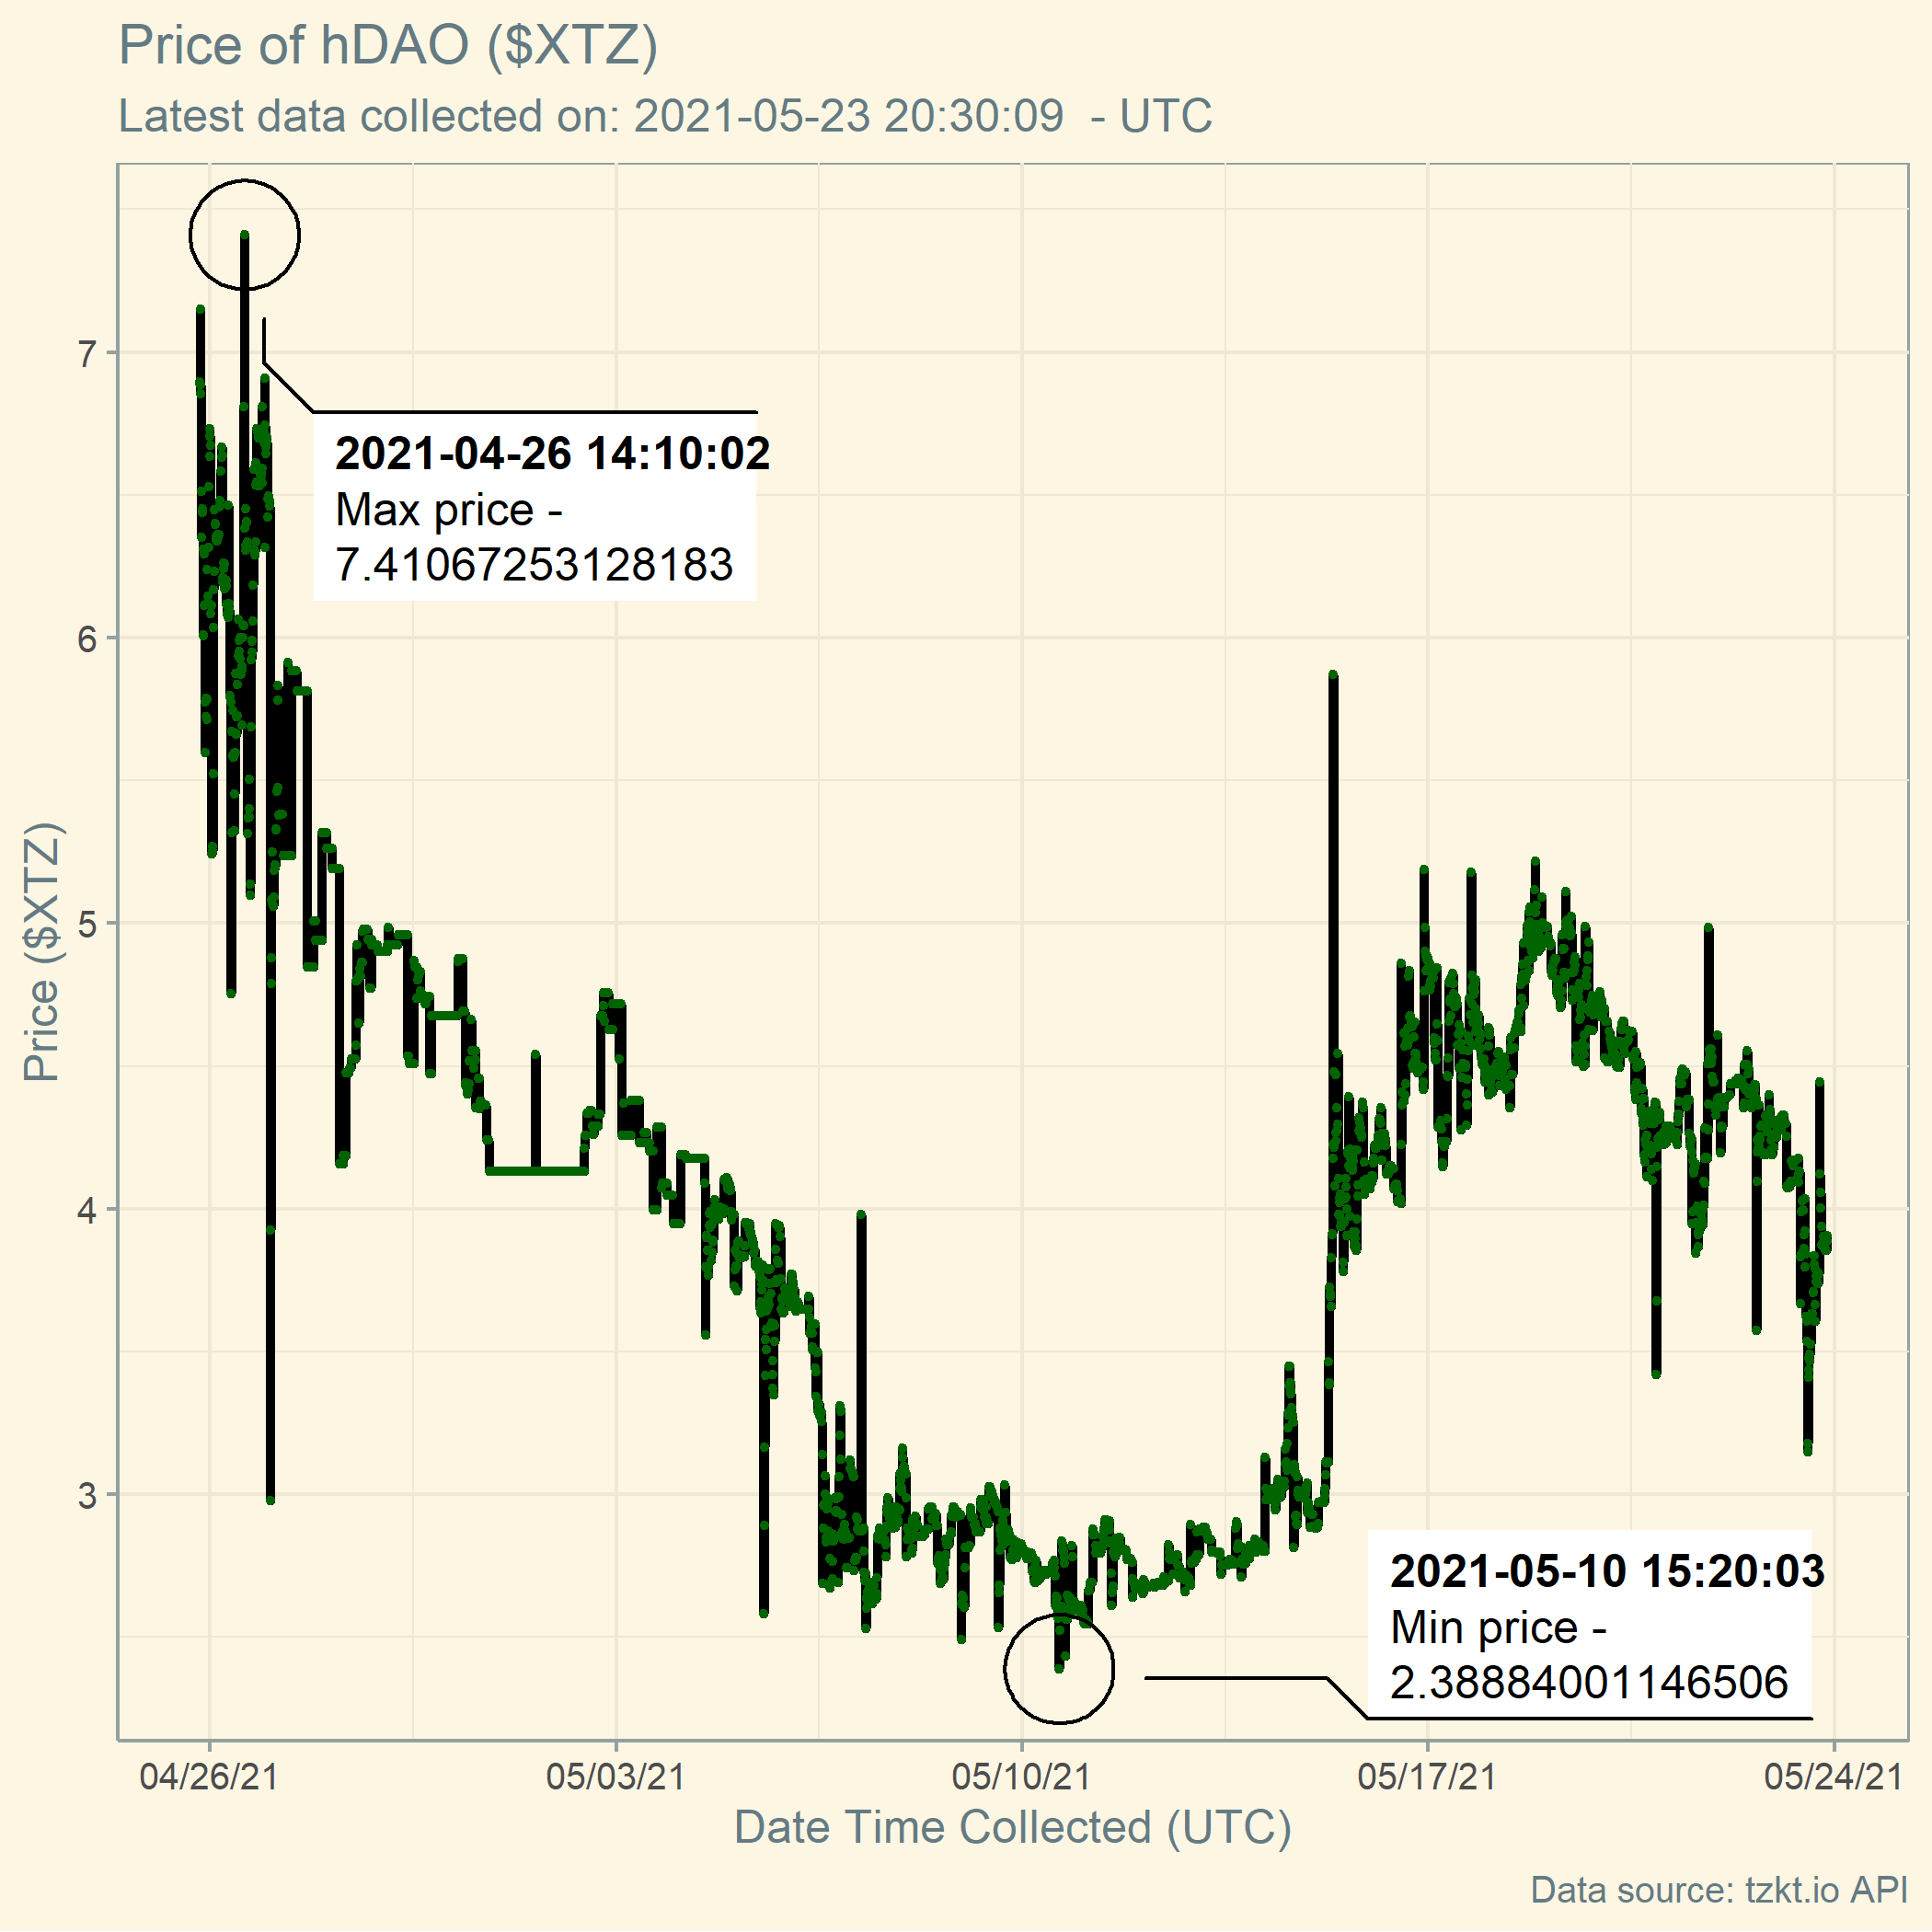 Price of hDAO ($XTZ)
Latest data collected on: 2021-05-23 20:30:09  - UTC
2021-04-26 14:10:02
Max price -
7.41067253128183
7
6
5
4
3
Price ($XTZ)
2021-05-10 15:20:03
Min price -
2.38884001146506
04/26/21 05/03/21 05/10/21 05/17/21 05/24/21
Date Time Collected (UTC)
Data source: tzkt.io API